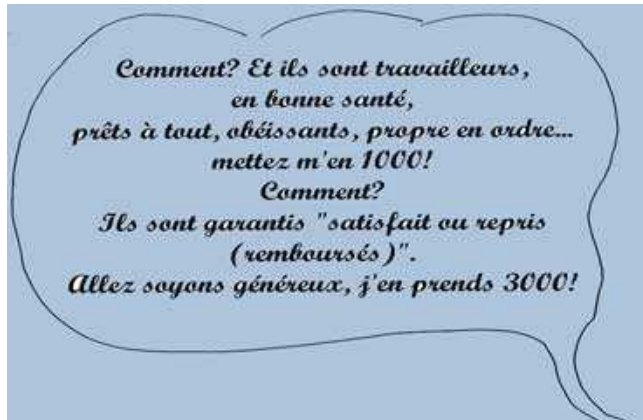 Comment? Et ils sont travailleurs,
en bonne santé,
prêts à tout, obéissants, propre en ordre...
mettez m'en 1000!
Comment?
Ils sont garantis "satisfait ou repris
(remboursés)".
Allez soyons généreux, j'en prends 3000!